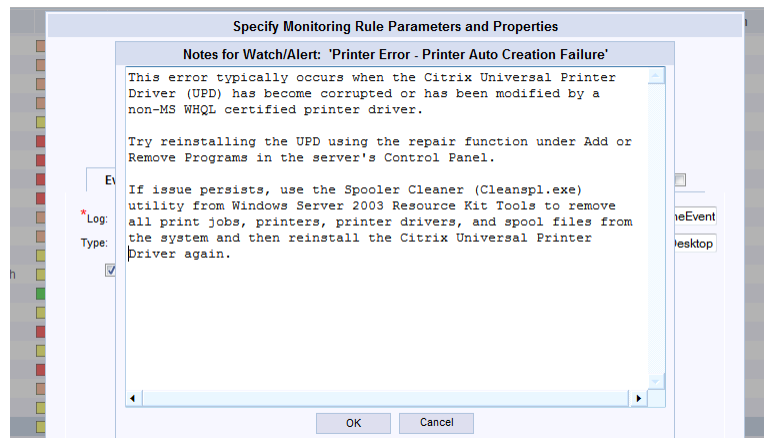 Specify Monitoring Rule Parameters and Properties
Notes for Watch/Alert: 'Printer Error - Printer Auto Creation Failure'
This error typically occurs when the Citrix Universal Printer
Driver (UPD) has become corrupted or has been modified by a
non-MS WHQL certified printer driver.
Try reinstalling the UPD using the repair function under Add or
Remove Programs in the server's Control Panel.
If issue persists, use the Spooler Cleaner (Cleanspl.exe)
utility from Windows Server 2003 Resource Kit Tools to remove
all print jobs, printers, printer drivers, and spool files from
the system and then reinstall the Citrix Universal Printer
Driver again.
*Log:
neEvent
Type:
Desktop
OK Cancel